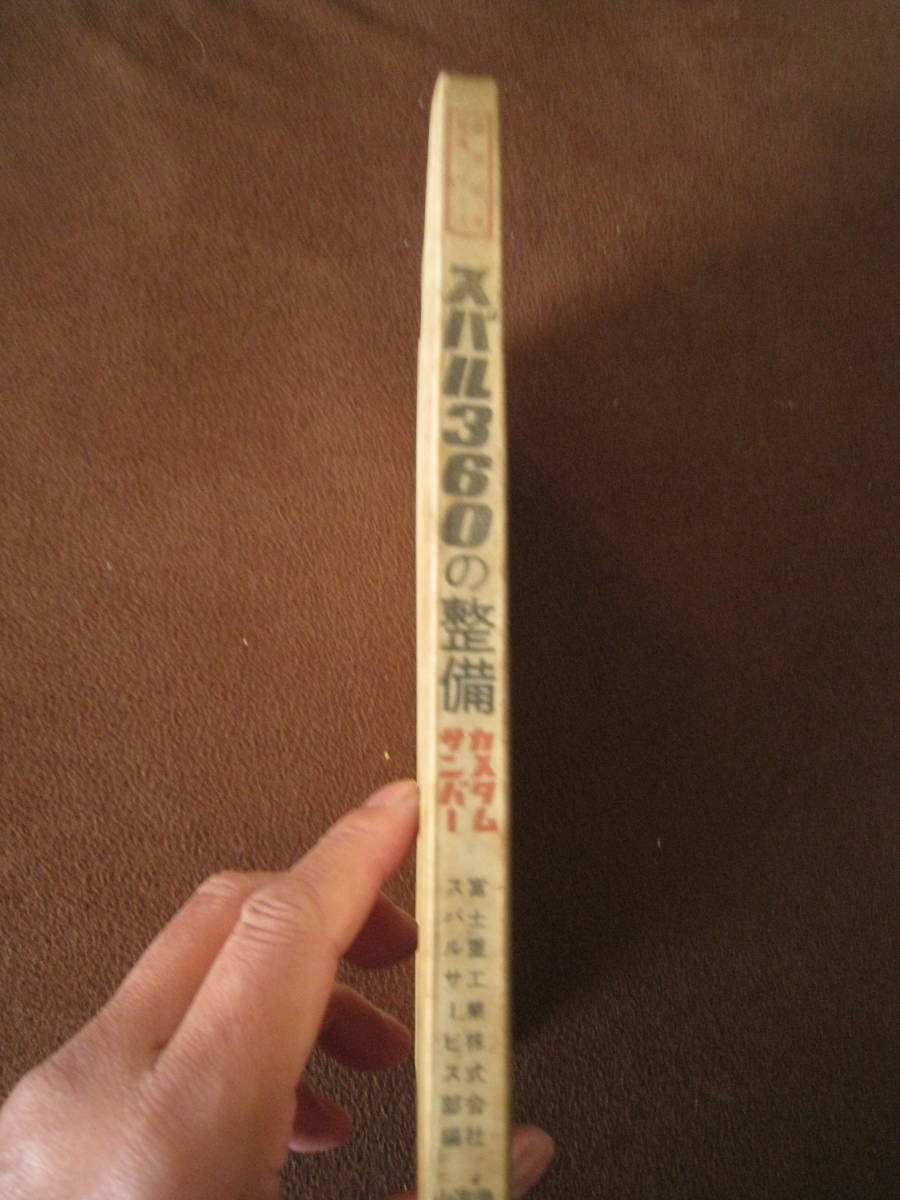 スバル360の整備
カスタム
サンバー
富士重工業株式会社
スバルサービス部編